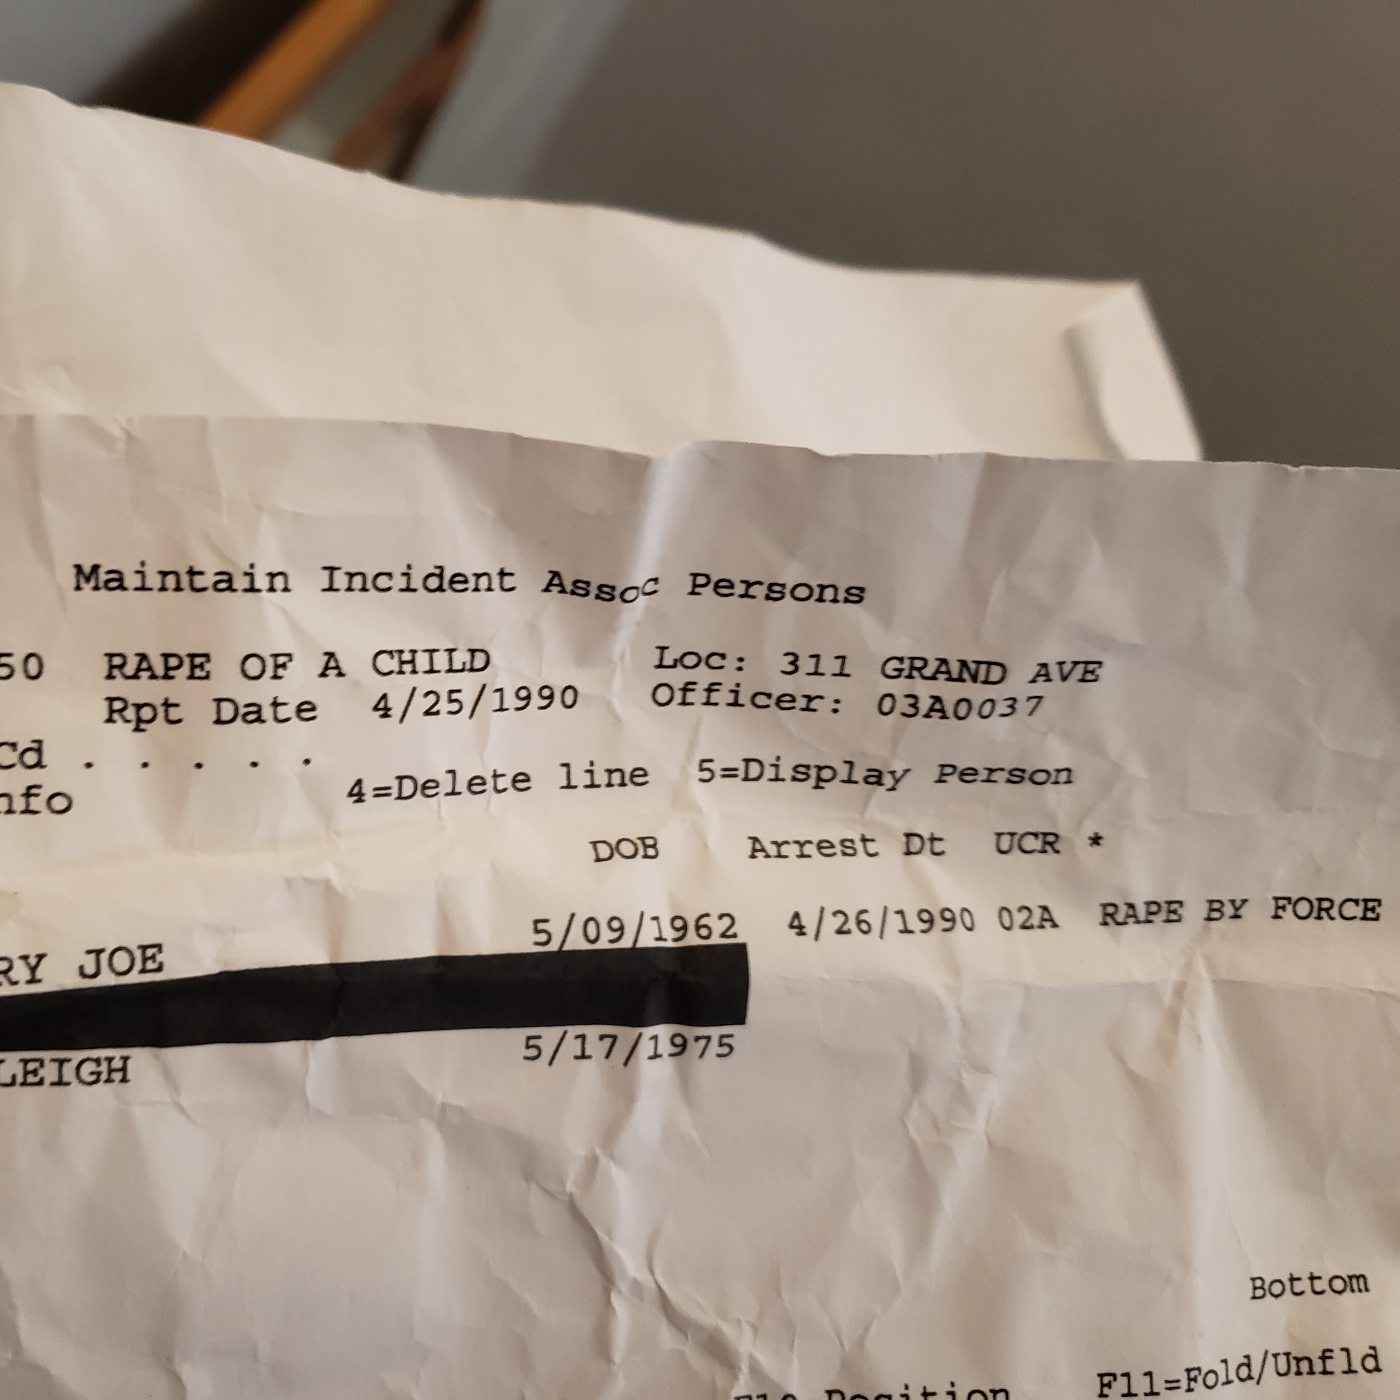 Maintain Incident Assoc Persons
50 RAPE OF A CHILD Loc: 311 GRAND AVE
Rpt Date 4/25/1990 Officer: 03A0037
Cd . . . . .
nfo 4=Delete line 5=Display Person
DOB Arrest Dt UCR *
RY JOE 5/09/1962 4/26/1990 02A RAPE BY FORCE
LEIGH 5/17/1975
Bottom
Position F11=Fold/Unfld